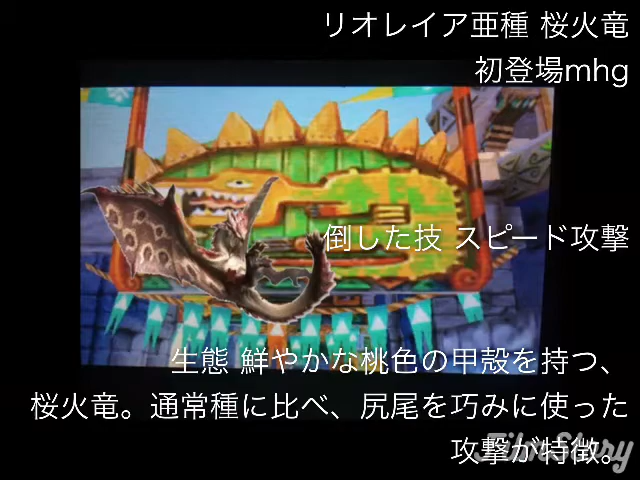 リオレイア亜種 桜火竜
初登場mhg
倒した技 スピード攻撃
生態 鮮やかな桃色の甲殻を持つ、
桜火竜。通常種に比べ、尻尾を巧みに使った
攻撃が特徴。
FilmStory